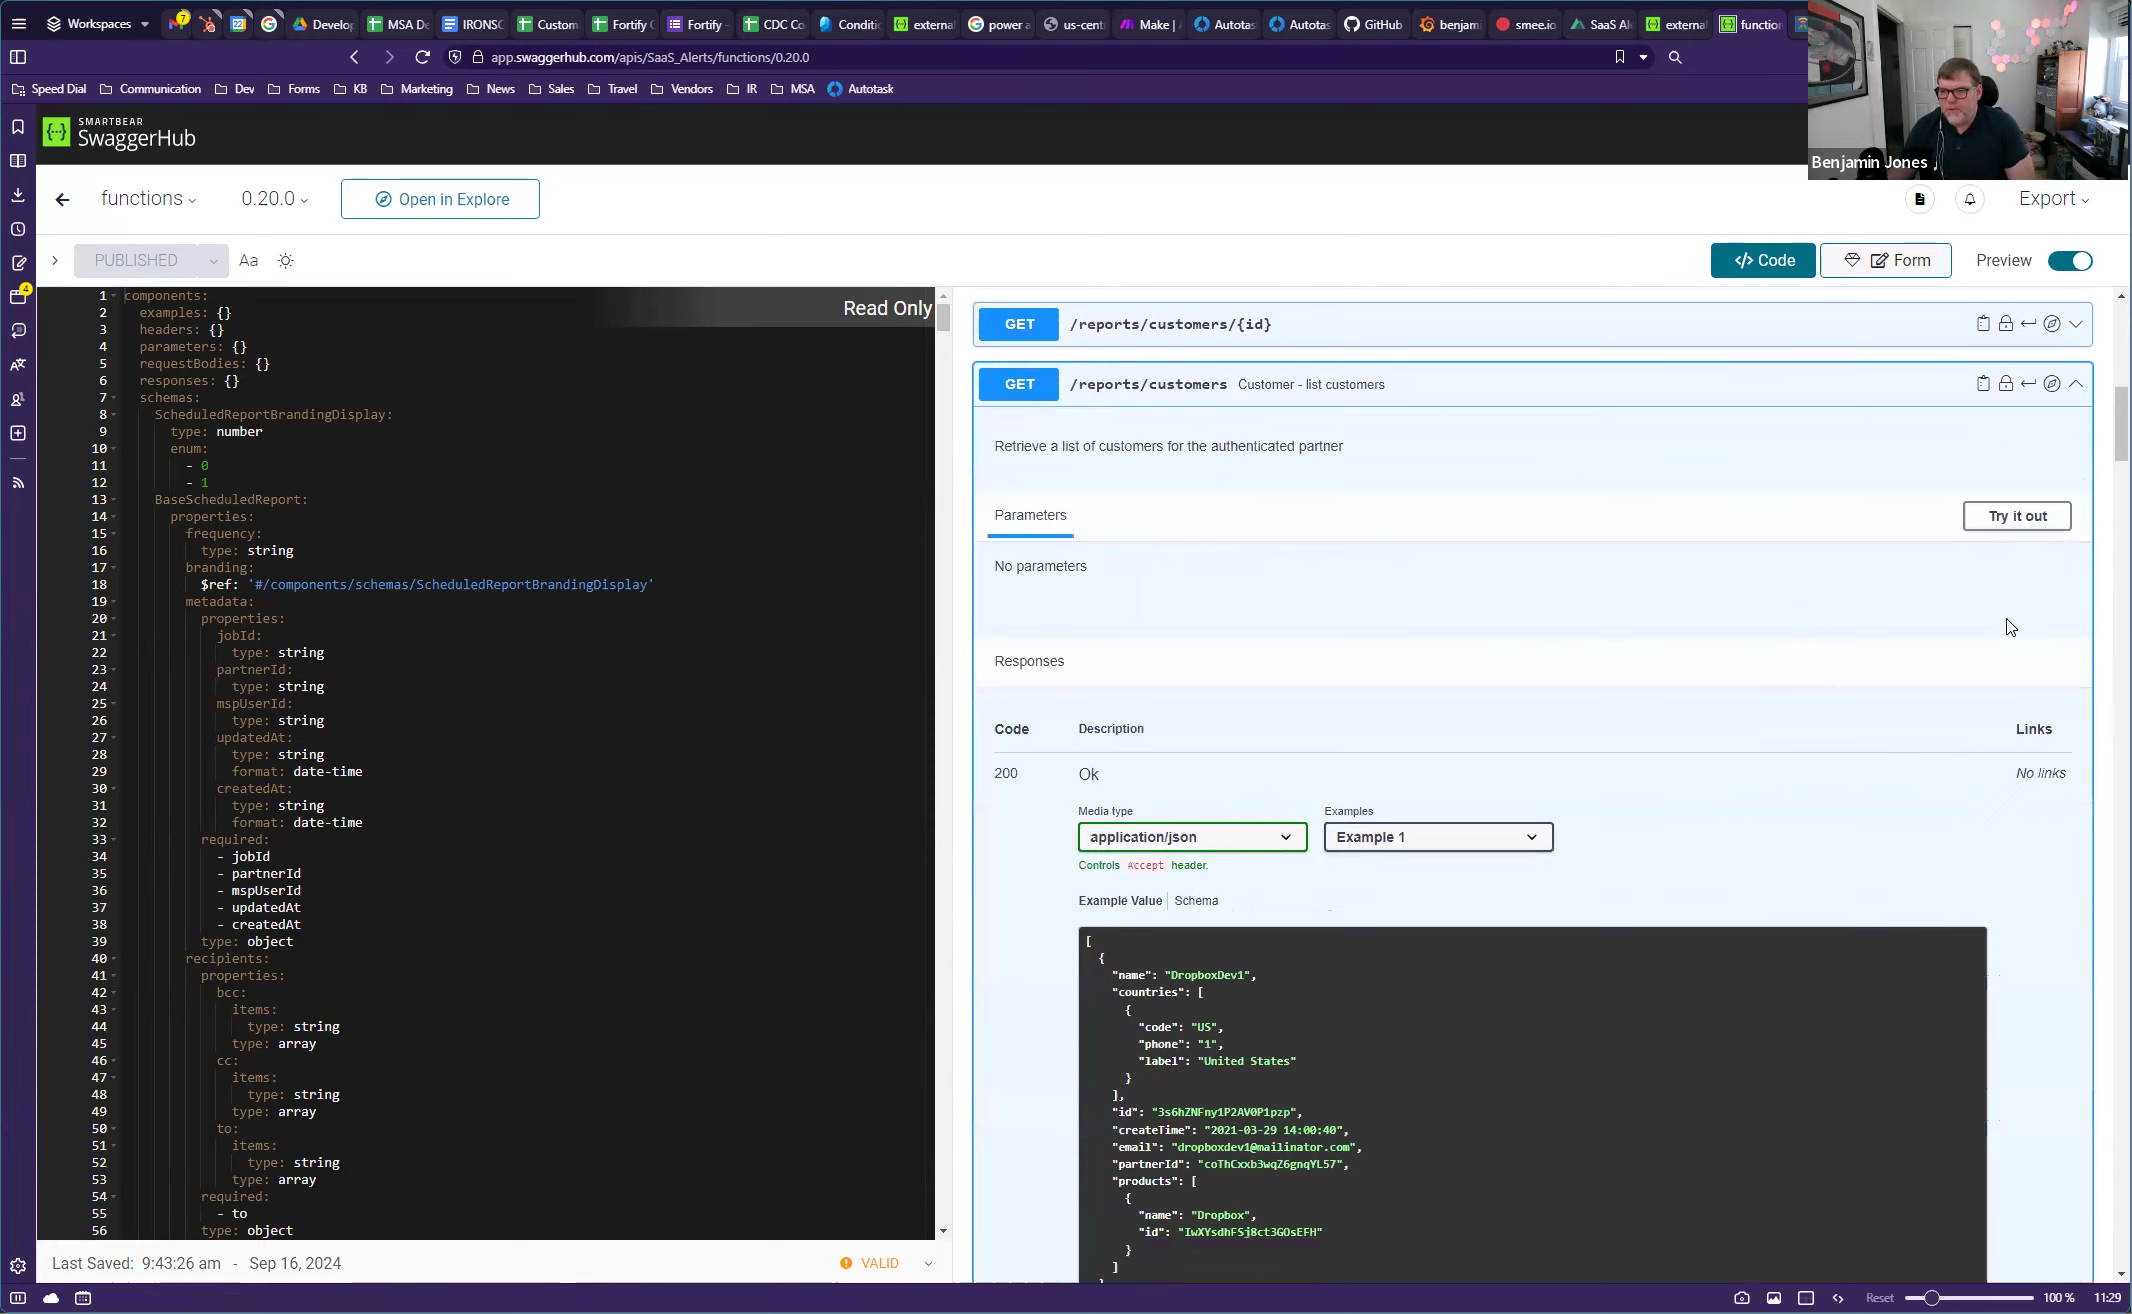 Workspaces
7
22
Develop
MSA De
IRONSC
Custom
Fortify C
Fortify -
CDC Co
Conditio
external
power a
us-cent
Make |
Autotas
Autotas
GitHub
benjam
smee.io
SaaS Al
external
functio
app.swaggerhub.com/apis/SaaS_Alerts/functions/0.20.0
Speed Dial
Communication
Dev
Forms
KB
Marketing
News
Sales
Travel
Vendors
IR
MSA
Autotask
SMARTBEAR
SwaggerHub
Benjamin Jones
functions
0.20.0
Open in Explore
Export
PUBLISHED
Aa
</> Code
Form
Preview
4
Read Only
1 components:
2 examples: {}
3 headers: {}
4 parameters: {}
5 requestBodies: {}
6 responses: {}
7 schemas:
8 ScheduledReportBrandingDisplay:
9 type: number
10 enum:
11 - 0
12 - 1
13 BaseScheduledReport:
14 properties:
15 frequency:
16 type: string
17 branding:
18 $ref: '#/components/schemas/ScheduledReportBrandingDisplay'
19 metadata:
20 properties:
21 jobId:
22 type: string
23 partnerId:
24 type: string
25 mspUserId:
26 type: string
27 updatedAt:
28 type: string
29 format: date-time
30 createdAt:
31 type: string
32 format: date-time
33 required:
34 - jobId
35 - partnerId
36 - mspUserId
37 - updatedAt
38 - createdAt
39 type: object
40 recipients:
41 properties:
42 bcc:
43 items:
44 type: string
45 type: array
46 cc:
47 items:
48 type: string
49 type: array
50 to:
51 items:
52 type: string
53 type: array
54 required:
55 - to
56 type: object
Last Saved: 9:43:26 am - Sep 16, 2024
VALID
GET /reports/customers/{id}
GET /reports/customers Customer - list customers
Retrieve a list of customers for the authenticated partner
Parameters
Try it out
No parameters
Responses
Code Description Links
200 Ok No links
Media type Examples
application/json Example 1
Controls Accept header.
Example Value Schema
[
{
"name": "DropboxDev1",
"countries": [
{
"code": "US",
"phone": "1",
"label": "United States"
}
],
"id": "3s6hZNFny1P2AV0P1pzp",
"createTime": "2021-03-29 14:00:40",
"email": "dropboxdev1@mailinator.com",
"partnerId": "coThCxxb3wqZ6gnqYL57",
"products": [
{
"name": "Dropbox",
"id": "IwXYsdhFSj8ct3GOsEFH"
}
]
Reset
100 %
11:29